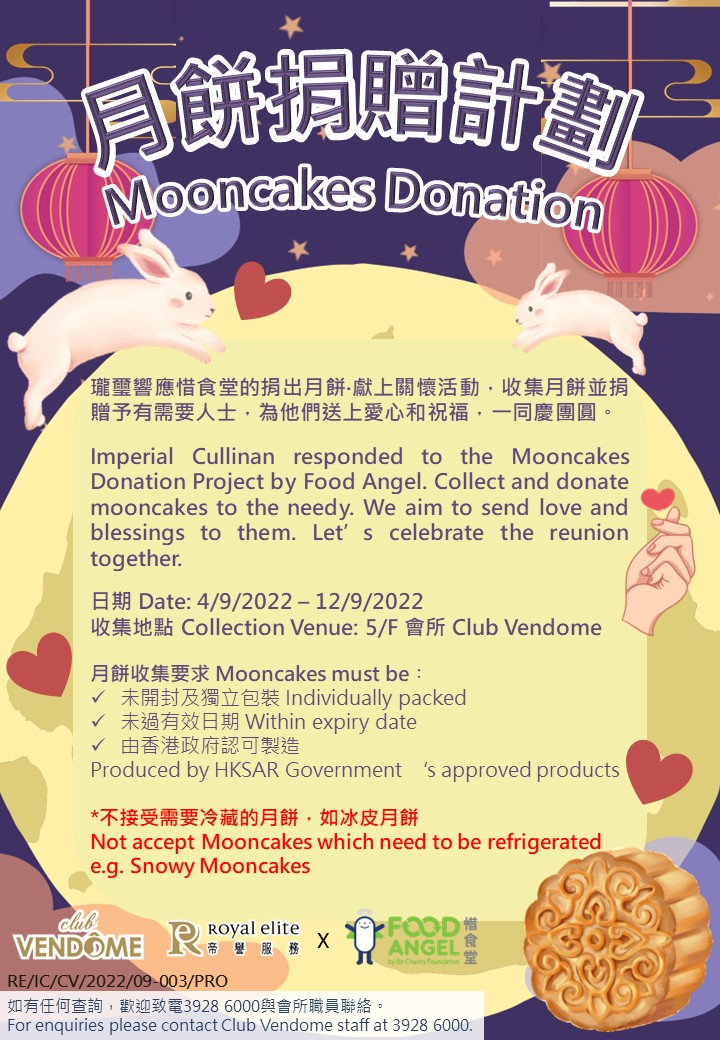 月餅捐贈計劃
Mooncakes Donation
瓏璽響應惜食堂的捐出月餅‧獻上關懷活動，收集月餅並捐
贈予有需要人士，為他們送上愛心和祝福，一同慶團圓。
Imperial Cullinan responded to the Mooncakes
Donation Project by Food Angel. Collect and donate
mooncakes to the needy. We aim to send love and
blessings to them. Let’s celebrate the reunion
together.
日期 Date: 4/9/2022 – 12/9/2022
收集地點 Collection Venue: 5/F 會所 Club Vendome
月餅收集要求 Mooncakes must be：
✓ 未開封及獨立包裝 Individually packed
✓ 未過有效日期 Within expiry date
✓ 由香港政府認可製造
Produced by HKSAR Government ‘s approved products
*不接受需要冷藏的月餅，如冰皮月餅
Not accept Mooncakes which need to be refrigerated
e.g. Snowy Mooncakes
club
VENDOME
R royal elite
帝譽服務
X
FOOD
ANGEL
惜食堂
by Bo Charity Foundation
RE/IC/CV/2022/09-003/PRO
如有任何查詢，歡迎致電3928 6000與會所職員聯絡。
For enquiries please contact Club Vendome staff at 3928 6000.